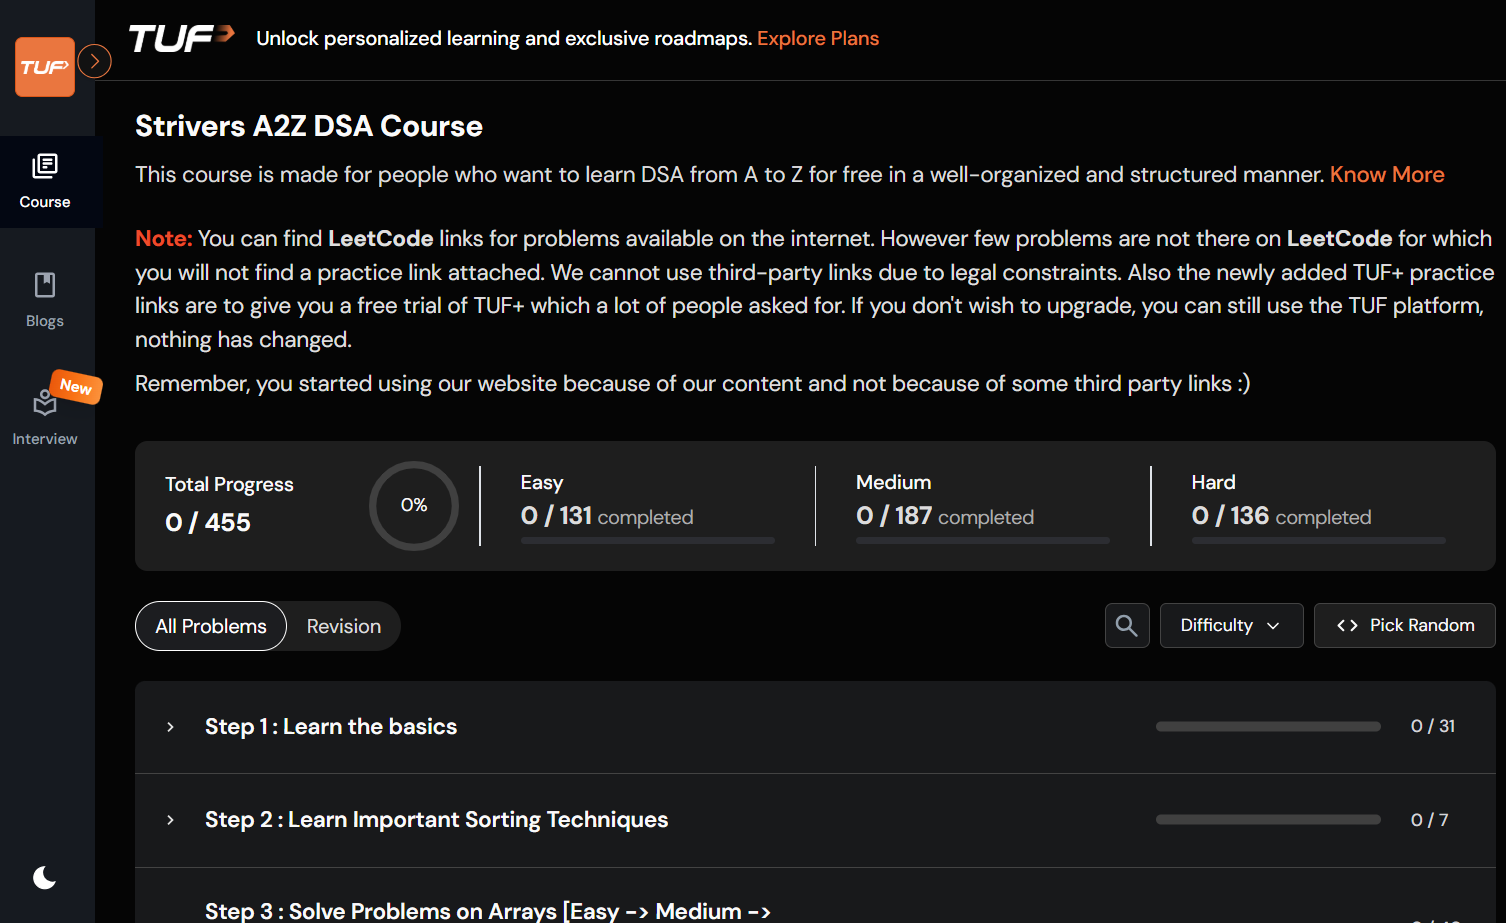 TUF
Unlock personalized learning and exclusive roadmaps. Explore Plans
TUF
Course
Blogs
New
Interview
Strivers A2Z DSA Course
This course is made for people who want to learn DSA from A to Z for free in a well-organized and structured manner. Know More
Note: You can find LeetCode links for problems available on the internet. However few problems are not there on LeetCode for which
you will not find a practice link attached. We cannot use third-party links due to legal constraints. Also the newly added TUF+ practice
links are to give you a free trial of TUF+ which a lot of people asked for. If you don't wish to upgrade, you can still use the TUF platform,
nothing has changed.
Remember, you started using our website because of our content and not because of some third party links :)
Total Progress
0 / 455
0%
Easy
0 / 131 completed
Medium
0 / 187 completed
Hard
0 / 136 completed
All Problems
Revision
Difficulty
Pick Random
Step 1 : Learn the basics
0 / 31
Step 2 : Learn Important Sorting Techniques
0 / 7
Step 3 : Solve Problems on Arrays [Easy -> Medium ->